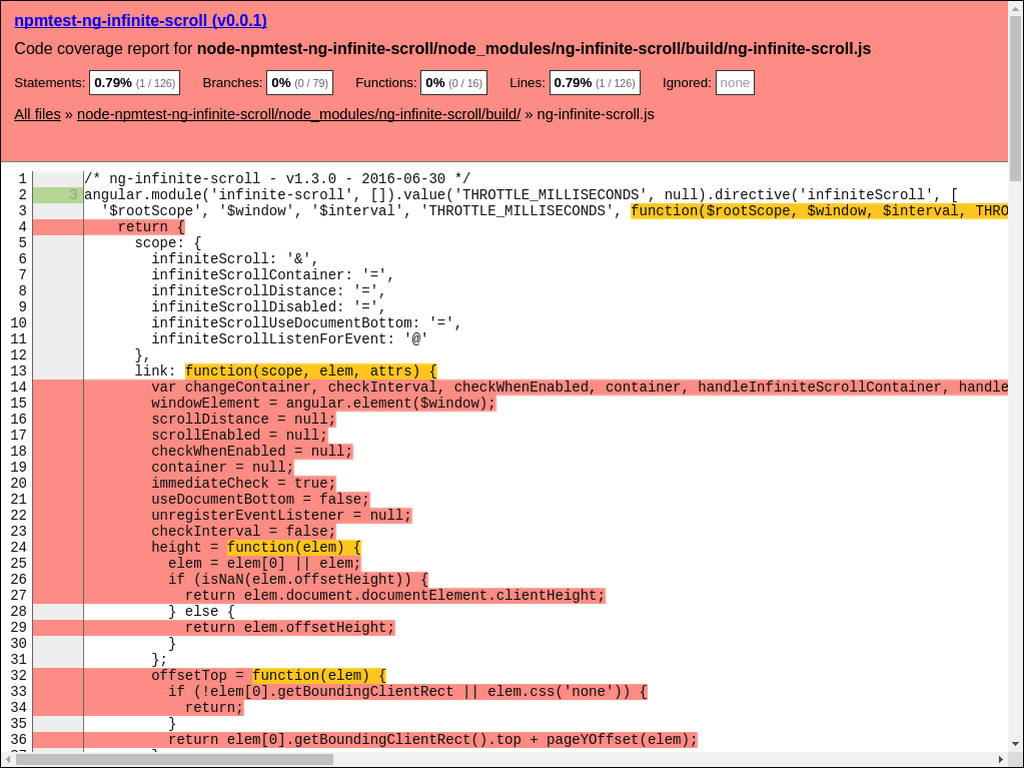 npmtest-ng-infinite-scroll (v0.0.1)
Code coverage report for node-npmtest-ng-infinite-scroll/node_modules/ng-infinite-scroll/build/ng-infinite-scroll.js
Statements: 0.79% (1 / 126) Branches: 0% (0 / 79) Functions: 0% (0 / 16) Lines: 0.79% (1 / 126) Ignored: none
All files » node-npmtest-ng-infinite-scroll/node_modules/ng-infinite-scroll/build/ » ng-infinite-scroll.js
1 /* ng-infinite-scroll - v1.3.0 - 2016-06-30 */
2 3 angular.module('infinite-scroll', []).value('THROTTLE_MILLISECONDS', null).directive('infiniteScroll', [
3 '$rootScope', '$window', '$interval', 'THROTTLE_MILLISECONDS', function($rootScope, $window, $interval, THRO
4 return {
5 scope: {
6 infiniteScroll: '&',
7 infiniteScrollContainer: '=',
8 infiniteScrollDistance: '=',
9 infiniteScrollDisabled: '=',
10 infiniteScrollUseDocumentBottom: '=',
11 infiniteScrollListenForEvent: '@'
12 },
13 link: function(scope, elem, attrs) {
14 var changeContainer, checkInterval, checkWhenEnabled, container, handleInfiniteScrollContainer, handle
15 windowElement = angular.element($window);
16 scrollDistance = null;
17 scrollEnabled = null;
18 checkWhenEnabled = null;
19 container = null;
20 immediateCheck = true;
21 useDocumentBottom = false;
22 unregisterEventListener = null;
23 checkInterval = false;
24 height = function(elem) {
25 elem = elem[0] || elem;
26 if (isNaN(elem.offsetHeight)) {
27 return elem.document.documentElement.clientHeight;
28 } else {
29 return elem.offsetHeight;
30 }
31 };
32 offsetTop = function(elem) {
33 if (!elem[0].getBoundingClientRect || elem.css('none')) {
34 return;
35 }
36 return elem[0].getBoundingClientRect().top + pageYOffset(elem);